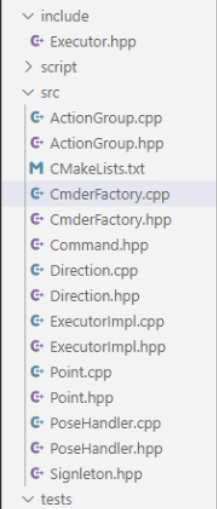 include
Executor.hpp
script
src
ActionGroup.cpp
ActionGroup.hpp
CMakeLists.txt
CmderFactory.cpp
CmderFactory.hpp
Command.hpp
Direction.cpp
Direction.hpp
ExecutorImpl.cpp
ExecutorImpl.hpp
Point.cpp
Point.hpp
PoseHandler.cpp
PoseHandler.hpp
Signleton.hpp
tests